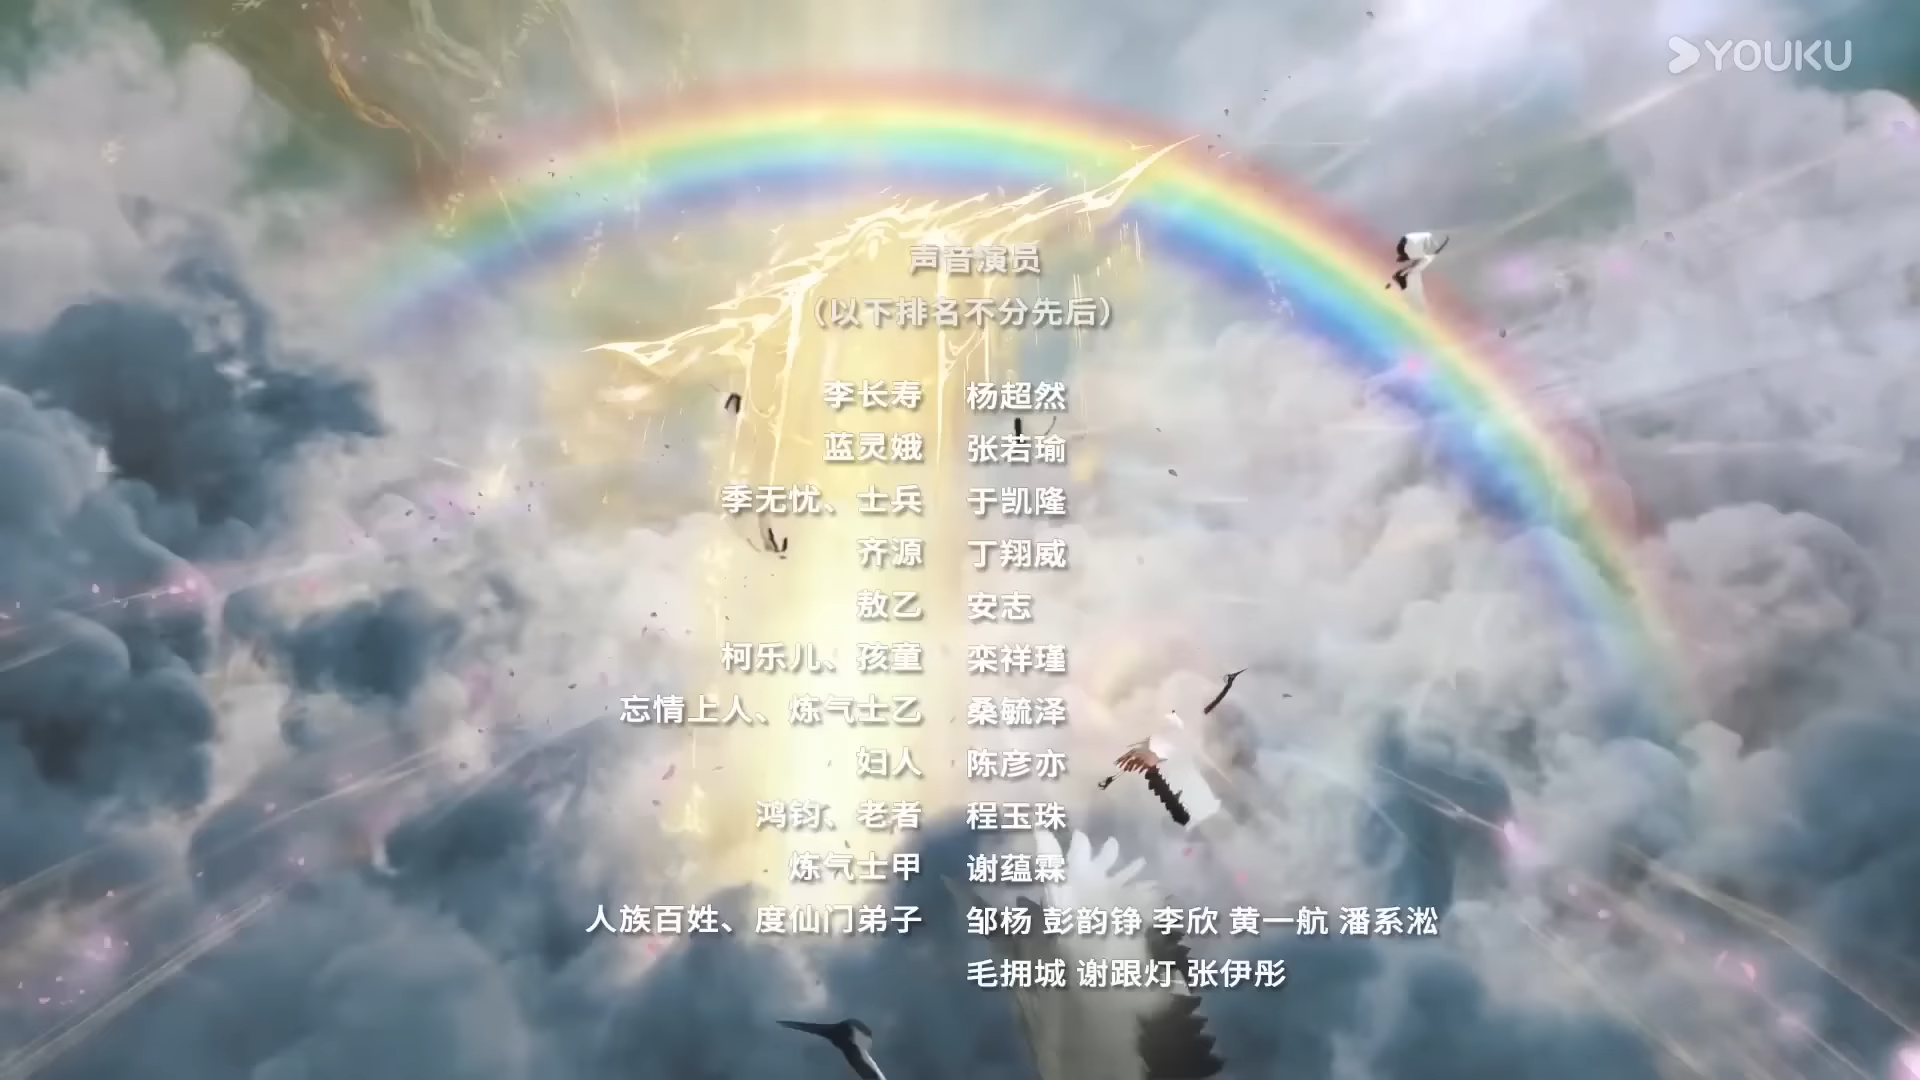 YOUKU
声音演员
（以下排名不分先后）
李长寿 杨超然
蓝灵娥 张若瑜
季无忧、士兵 于凯隆
齐源 丁翔威
敖乙 安志
柯乐儿、孩童 栾祥瑾
忘情上人、炼气士乙 桑毓泽
妇人 陈彦亦
鸿钧、老者 程玉珠
炼气士甲 谢蕴霖
人族百姓、度仙门弟子 邹杨 彭韵铮 李欣 黄一航 潘系淞
毛拥城 谢跟灯 张伊彤